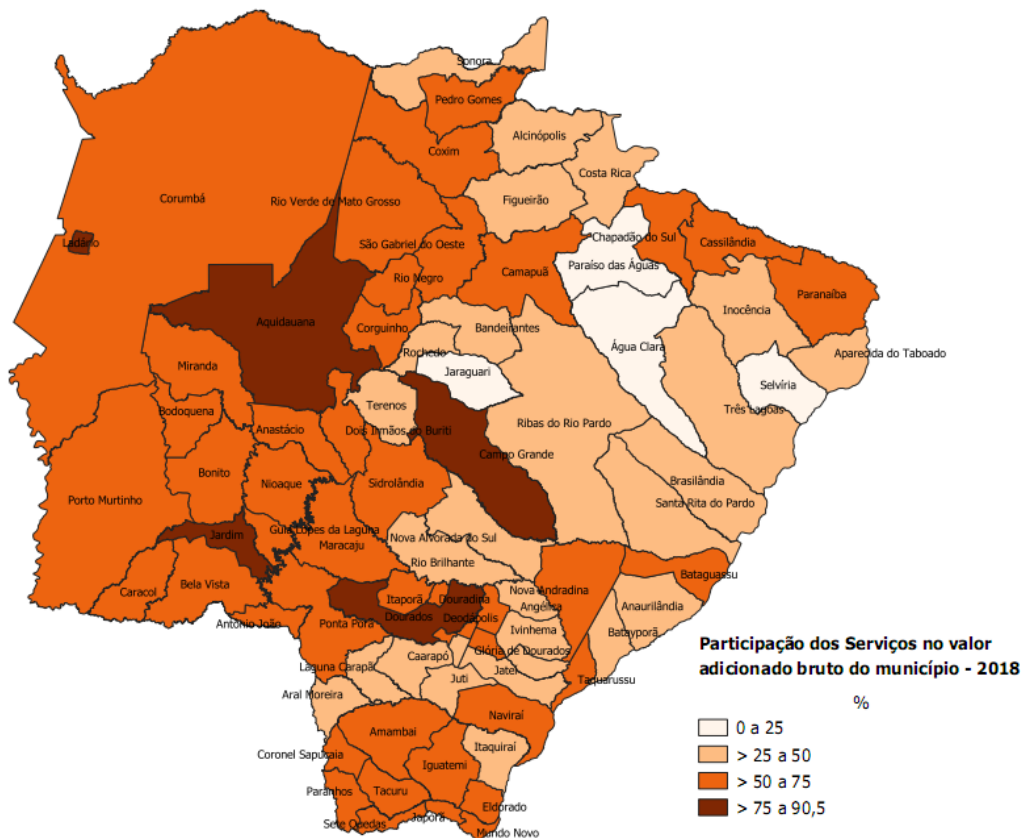 Sonora
Pedro Gomes
Alcinópolis
Coxim
Costa Rica
Corumbá
Rio Verde de Mato Grosso
Figueirão
Ladário
São Gabriel do Oeste
Chapadão do Sul
Cassilândia
Rio Negro
Camapuã
Paraíso das Águas
Paranaíba
Inocência
Aquidauana
Corguinho
Bandeirantes
Rochedo
Água Clara
Aparecida do Taboado
Miranda
Jaraguari
Selvíria
Bodoquena
Terenos
Três Lagoas
Anastácio
Dois Irmãos do Buriti
Ribas do Rio Pardo
Campo Grande
Bonito
Nioaque
Sidrolândia
Brasilândia
Porto Murtinho
Santa Rita do Pardo
Jardim
Guia Lopes da Laguna
Maracaju
Nova Alvorada do Sul
Rio Brilhante
Bataguassu
Caracol
Bela Vista
Nova Andradina
Itaporã
Douradina
Angélica
Anaurilândia
Antônio João
Ponta Porã
Dourados
Deodápolis
Ivinhema
Batayporã
Glória de Dourados
Laguna Carapã
Caarapó
Juti
Jateí
Taquarussu
Aral Moreira
Naviraí
Amambai
Itaquiraí
Coronel Sapucaia
Iguatemi
Paranhos
Tacuru
Eldorado
Sete Quedas
Japorã
Mundo Novo
Participação dos Serviços no valor
adicionado bruto do município - 2018
%
0 a 25
> 25 a 50
> 50 a 75
> 75 a 90,5